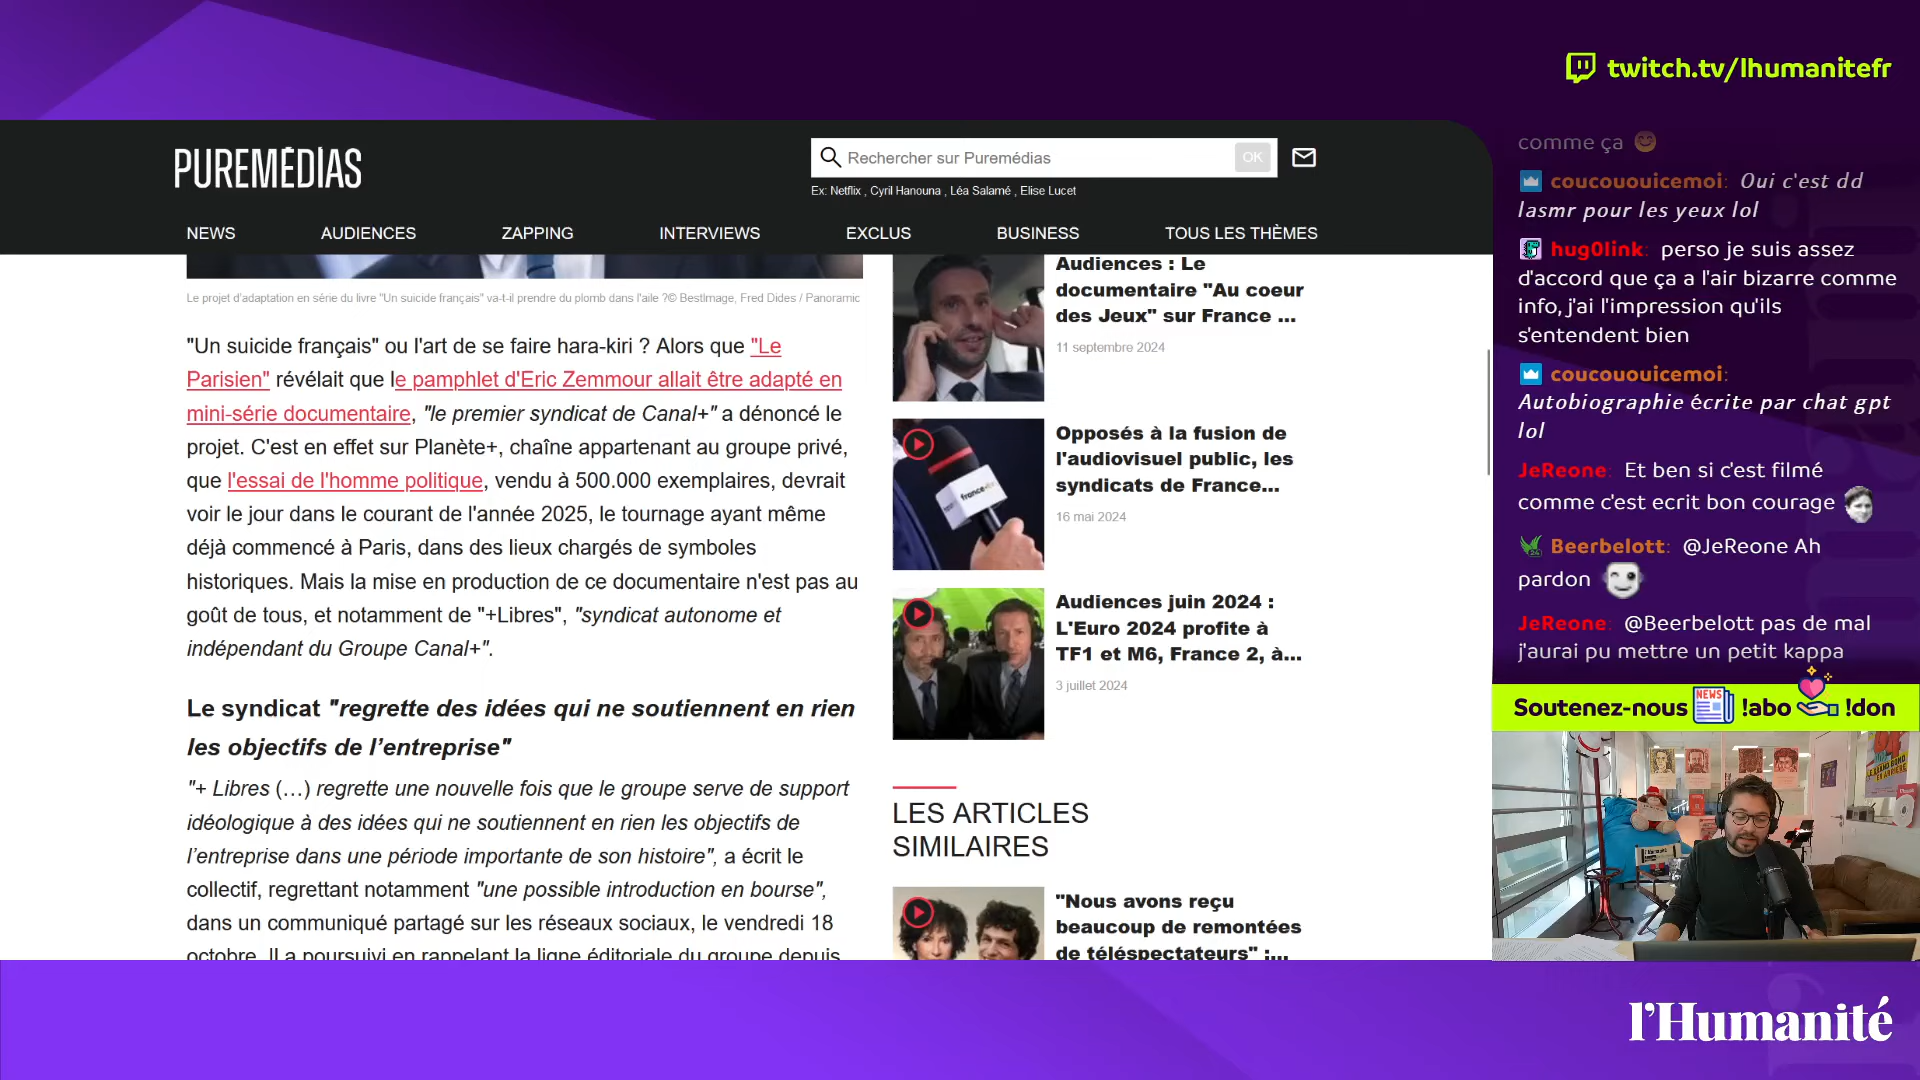 twitch.tv/lhumanitefr
PUREMÉDIAS
Rechercher sur Puremédias
OK
Ex: Netflix , Cyril Hanouna , Léa Salamé , Elise Lucet
NEWS
AUDIENCES
ZAPPING
INTERVIEWS
EXCLUS
BUSINESS
TOUS LES THÈMES
Le projet d'adaptation en série du livre "Un suicide français" va-t-il prendre du plomb dans l'aile ?© BestImage, Fred Dides / Panoramic
"Un suicide français" ou l'art de se faire hara-kiri ? Alors que "Le
Parisien" révélait que le pamphlet d'Eric Zemmour allait être adapté en
mini-série documentaire, "le premier syndicat de Canal+" a dénoncé le
projet. C'est en effet sur Planète+, chaîne appartenant au groupe privé,
que l'essai de l'homme politique, vendu à 500.000 exemplaires, devrait
voir le jour dans le courant de l'année 2025, le tournage ayant même
déjà commencé à Paris, dans des lieux chargés de symboles
historiques. Mais la mise en production de ce documentaire n'est pas au
goût de tous, et notamment de "+Libres", "syndicat autonome et
indépendant du Groupe Canal+".
Le syndicat "regrette des idées qui ne soutiennent en rien
les objectifs de l’entreprise"
"+ Libres (…) regrette une nouvelle fois que le groupe serve de support
idéologique à des idées qui ne soutiennent en rien les objectifs de
l’entreprise dans une période importante de son histoire", a écrit le
collectif, regrettant notamment "une possible introduction en bourse",
dans un communiqué partagé sur les réseaux sociaux, le vendredi 18
octobre. Il a poursuivi en rappelant la ligne éditoriale du groupe depuis
Audiences : Le
documentaire "Au coeur
des Jeux" sur France ...
11 septembre 2024
Opposés à la fusion de
l'audiovisuel public, les
syndicats de France...
16 mai 2024
Audiences juin 2024 :
L'Euro 2024 profite à
TF1 et M6, France 2, à...
3 juillet 2024
LES ARTICLES
SIMILAIRES
"Nous avons reçu
beaucoup de remontées
de téléspectateurs" :...
comme ça
coucououicemoi: Oui c'est dd
lasmr pour les yeux lol
hug0link: perso je suis assez
d'accord que ça a l'air bizarre comme
info, j'ai l'impression qu'ils
s'entendent bien
coucououicemoi:
Autobiographie écrite par chat gpt
lol
JeReone: Et ben si c'est filmé
comme c'est ecrit bon courage
Beerbelott: @JeReone Ah
pardon
JeReone: @Beerbelott pas de mal
j'aurai pu mettre un petit kappa
Soutenez-nous NEWS !abo !don
l'Humanité
l'Humanité